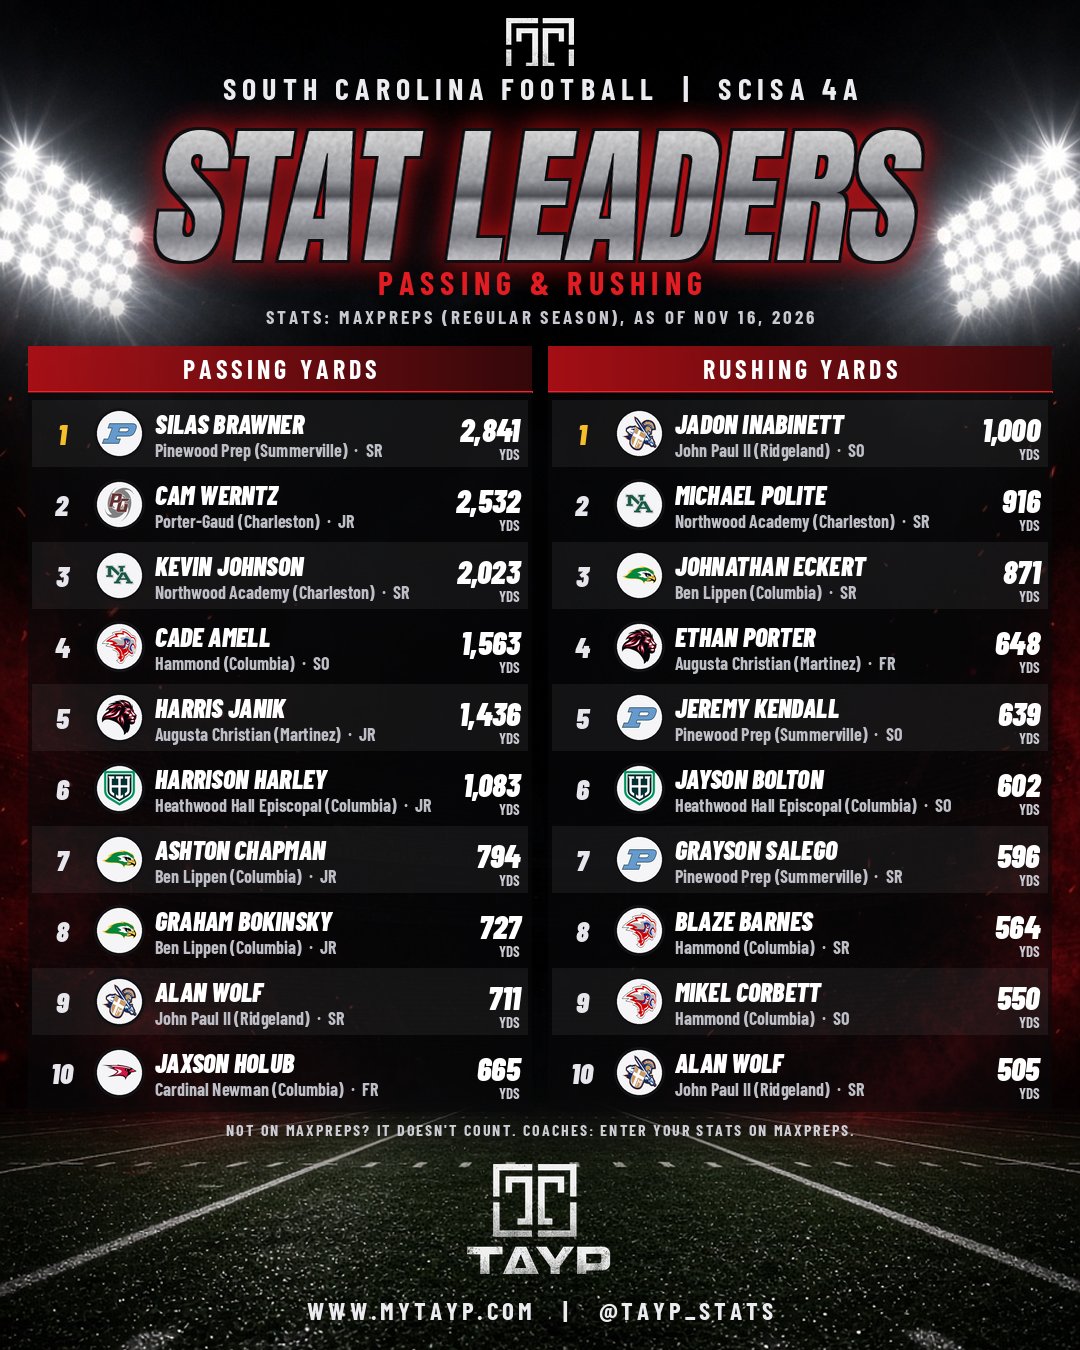 SOUTH CAROLINA FOOTBALL | SCISA 4A
STAT LEADERS
PASSING & RUSHING
STATS: MAXPREPS (REGULAR SEASON), AS OF NOV 16, 2026
PASSING YARDS
1 SILAS BRAWNER 2,841
Pinewood Prep (Summerville) · SR YDS
2 CAM WERNTZ 2,532
Porter-Gaud (Charleston) · JR YDS
3 KEVIN JOHNSON 2,023
Northwood Academy (Charleston) · SR YDS
4 CADE AMELL 1,563
Hammond (Columbia) · SO YDS
5 HARRIS JANIK 1,436
Augusta Christian (Martinez) · JR YDS
6 HARRISON HARLEY 1,083
Heathwood Hall Episcopal (Columbia) · JR YDS
7 ASHTON CHAPMAN 794
Ben Lippen (Columbia) · JR YDS
8 GRAHAM BOKINSKY 727
Ben Lippen (Columbia) · JR YDS
9 ALAN WOLF 711
John Paul II (Ridgeland) · SR YDS
10 JAXSON HOLUB 665
Cardinal Newman (Columbia) · FR YDS
RUSHING YARDS
1 JADON INABINETT 1,000
John Paul II (Ridgeland) · SO YDS
2 MICHAEL POLITE 916
Northwood Academy (Charleston) · SR YDS
3 JOHNATHAN ECKERT 871
Ben Lippen (Columbia) · SR YDS
4 ETHAN PORTER 648
Augusta Christian (Martinez) · FR YDS
5 JEREMY KENDALL 639
Pinewood Prep (Summerville) · SO YDS
6 JAYSON BOLTON 602
Heathwood Hall Episcopal (Columbia) · SO YDS
7 GRAYSON SALEGO 596
Pinewood Prep (Summerville) · SR YDS
8 BLAZE BARNES 564
Hammond (Columbia) · SR YDS
9 MIKEL CORBETT 550
Hammond (Columbia) · SO YDS
10 ALAN WOLF 505
John Paul II (Ridgeland) · SR YDS
NOT ON MAXPREPS? IT DOESN'T COUNT. COACHES: ENTER YOUR STATS ON MAXPREPS.
TAYP
WWW.MYTAYP.COM | @TAYP_STATS